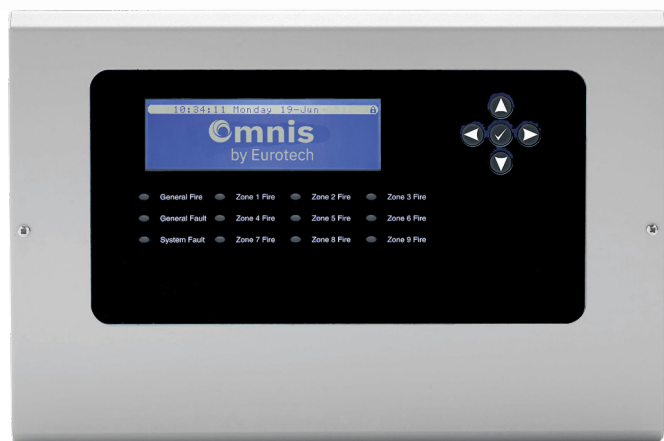 10:34:11 Monday 19-Jun
Omnis
by Eurotech
General Fire Zone 1 Fire Zone 2 Fire Zone 3 Fire
General Fault Zone 4 Fire Zone 5 Fire Zone 6 Fire
System Fault Zone 7 Fire Zone 8 Fire Zone 9 Fire